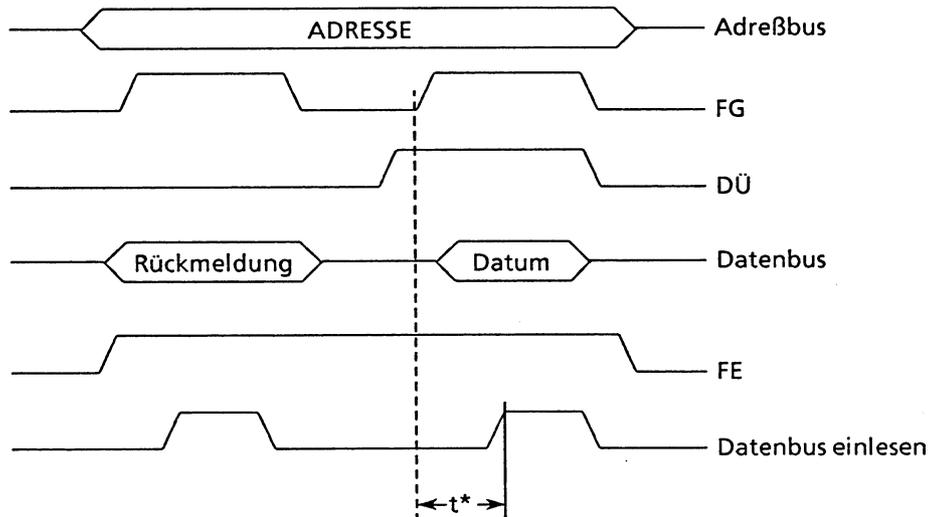 ADRESSE Adreßbus
FG
DÜ
Rückmeldung Datum Datenbus
FE
Datenbus einlesen
t*